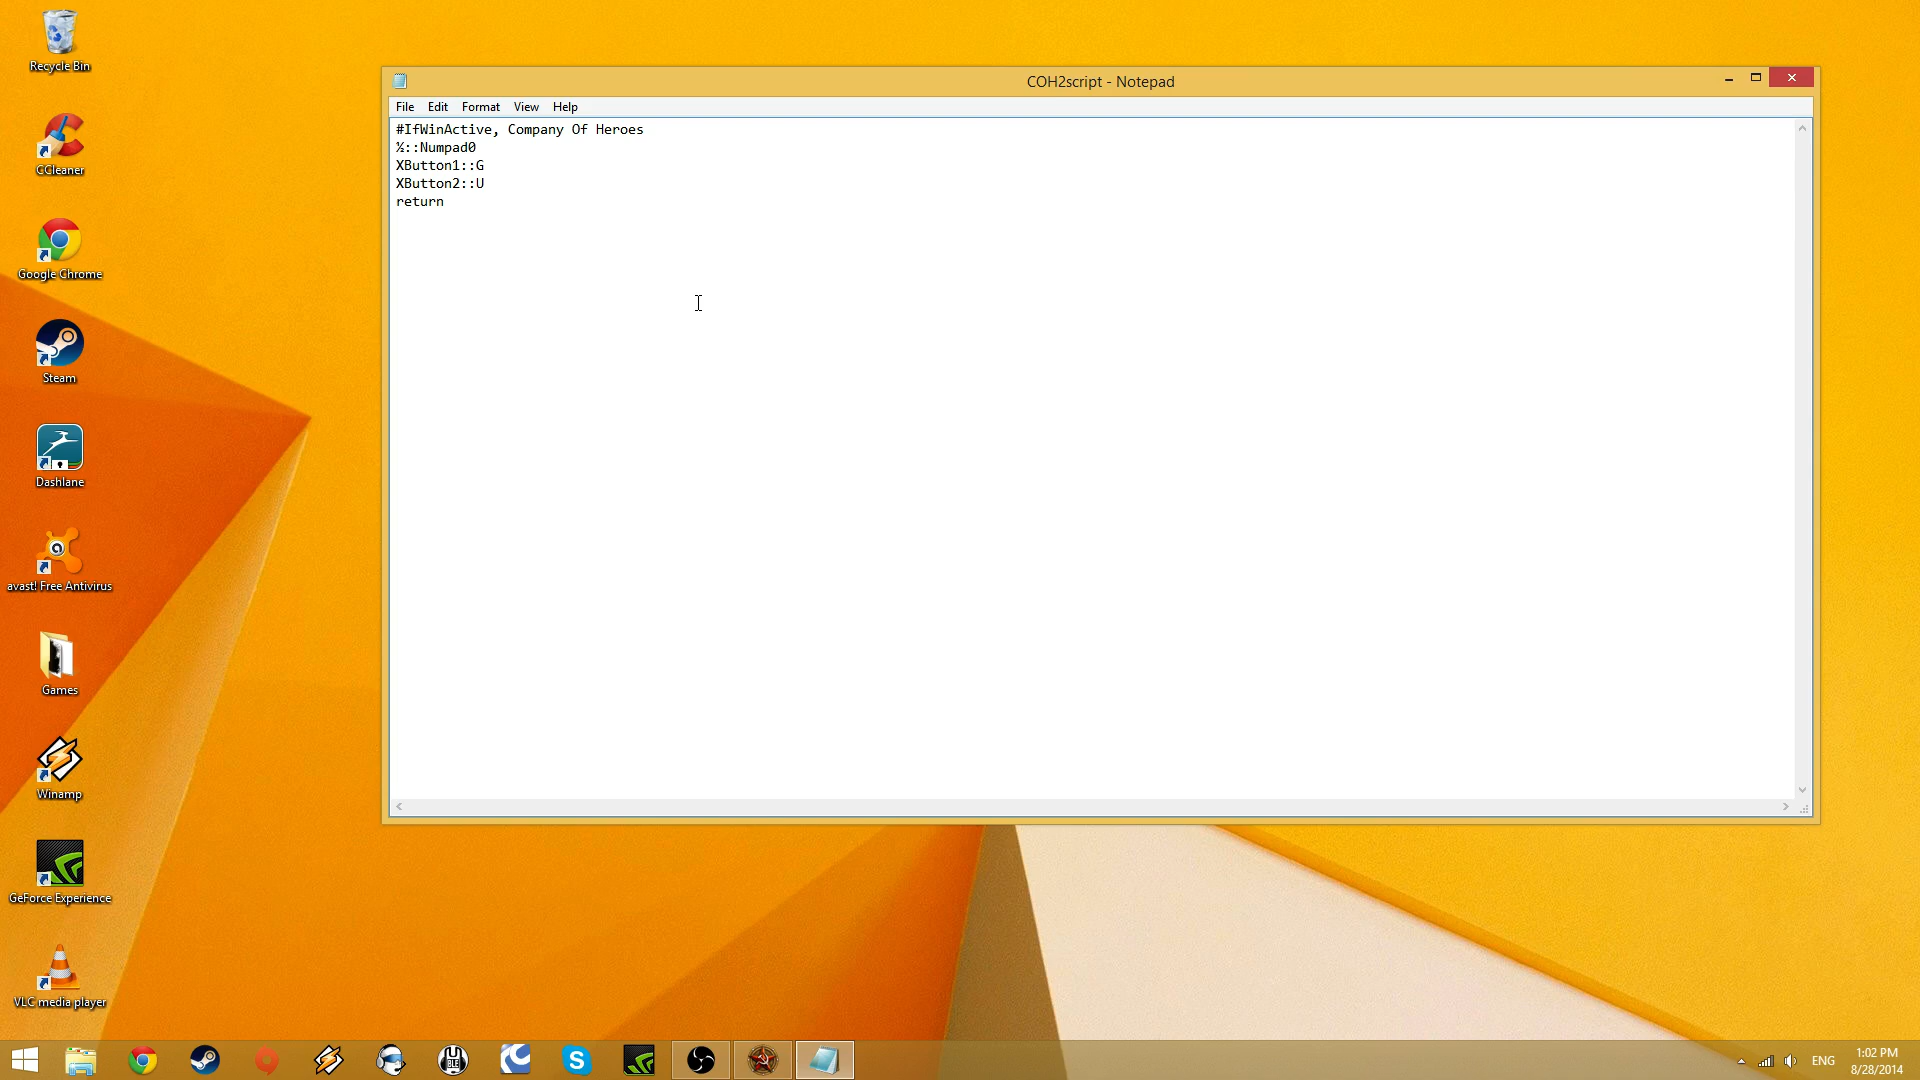 Recycle Bin
CCleaner
Google Chrome
Steam
Dashlane
avast! Free Antivirus
Games
Winamp
GeForce Experience
VLC media player
COH2script - Notepad
File Edit Format View Help
#IfWinActive, Company Of Heroes
½::Numpad0
XButton1::G
XButton2::U
return
ENG
1:02 PM
8/28/2014